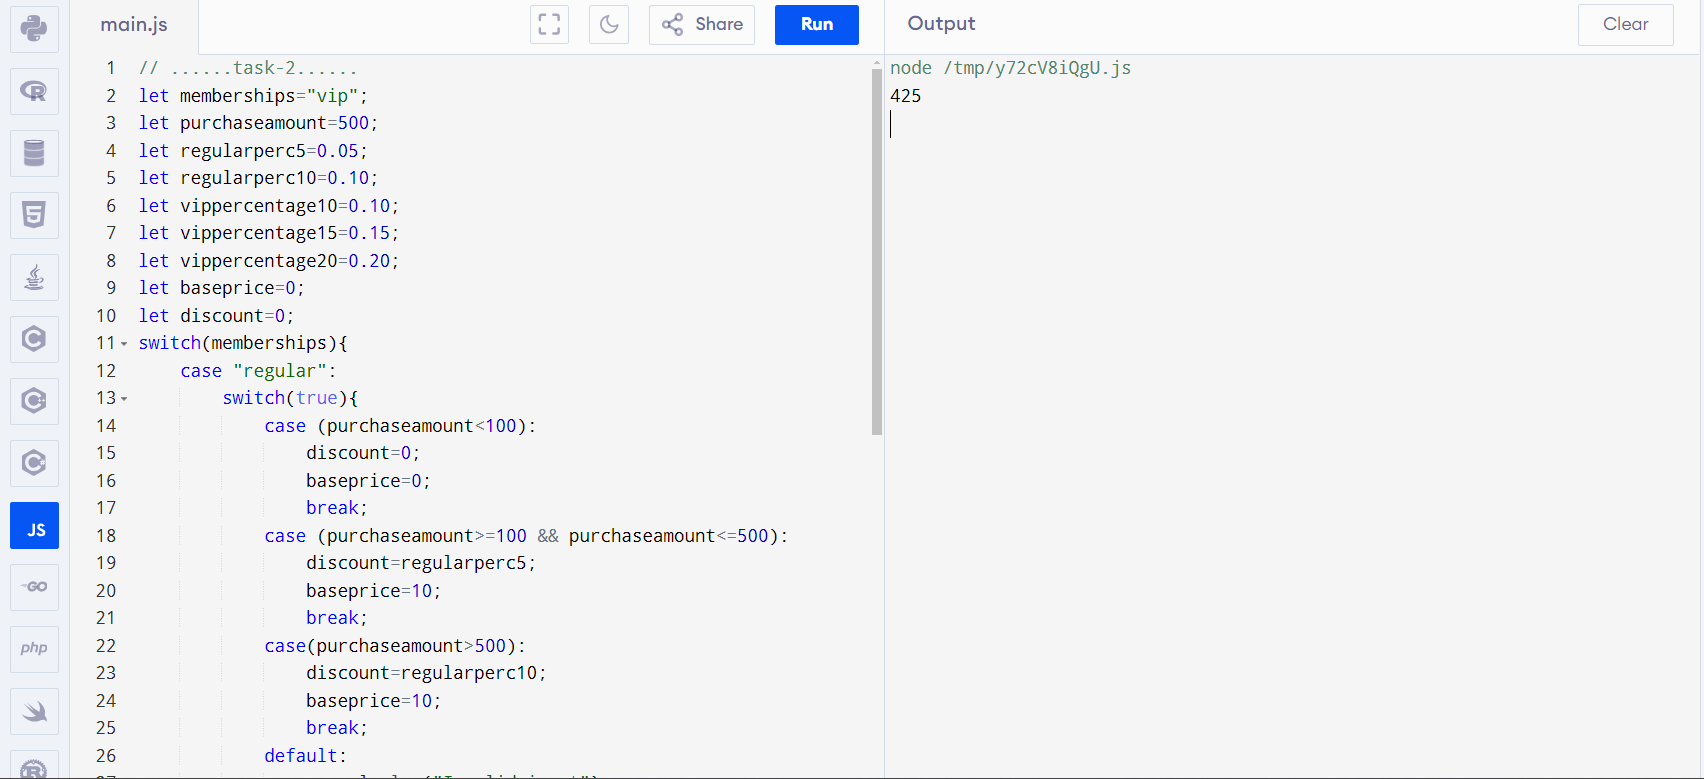 main.js
Share
Run
Output
Clear
1 // ......task-2......
2 let memberships="vip";
3 let purchaseamount=500;
4 let regularperc5=0.05;
5 let regularperc10=0.10;
6 let vippercentage10=0.10;
7 let vippercentage15=0.15;
8 let vippercentage20=0.20;
9 let baseprice=0;
10 let discount=0;
11 switch(memberships){
12 case "regular":
13 switch(true){
14 case (purchaseamount<100):
15 discount=0;
16 baseprice=0;
17 break;
18 case (purchaseamount>=100 && purchaseamount<=500):
19 discount=regularperc5;
20 baseprice=10;
21 break;
22 case(purchaseamount>500):
23 discount=regularperc10;
24 baseprice=10;
25 break;
26 default:
node /tmp/y72cV8iQgU.js
425
R
5
C
C
C
JS
GO
php
R